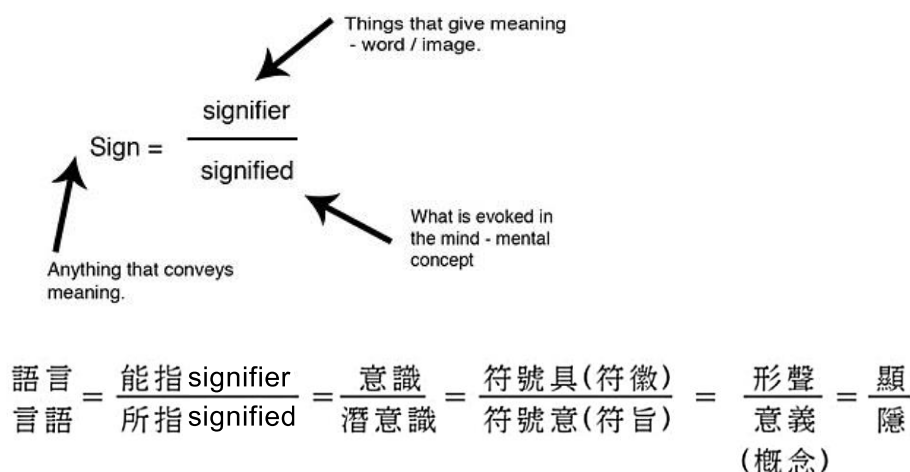 Things that give meaning
- word / image.
signifier
Sign =
signified
What is evoked in
the mind - mental
concept
Anything that conveys
meaning.
語言 = 能指signifier = 意識 = 符號具(符徵) = 形聲 = 顯
言語 所指signified 潛意識 符號意(符旨) 意義 隱
(概念)